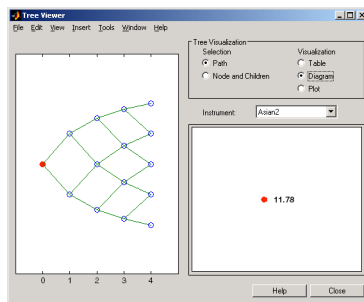 Tree Viewer
File Edit View Insert Tools Window Help
Tree Visualization
Selection
Path
Node and Children
Visualization
Table
Diagram
Plot
Instrument: Asian2
11.78
0 1 2 3 4
Help Close